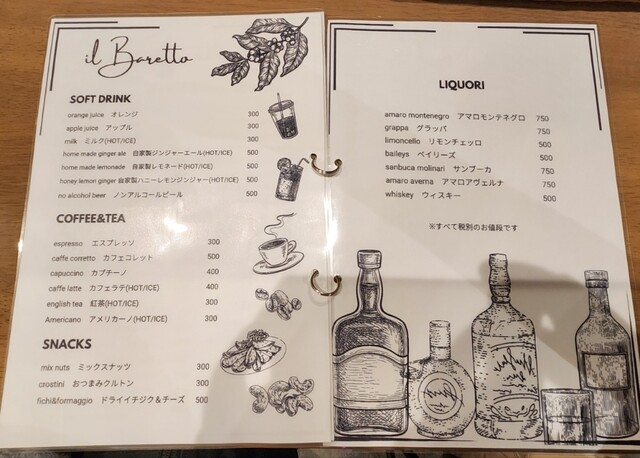 il Baretto
SOFT DRINK
orange juice オレンジ 300
apple juice アップル 300
milk ミルク(HOT/ICE) 300
home made ginger ale 自家製ジンジャーエール(HOT/ICE) 500
home made lemonade 自家製レモネード(HOT/ICE) 500
honey lemon ginger 自家製ハニーレモンジンジャー(HOT/ICE) 500
no alcohol beer ノンアルコールビール 500
COFFEE&TEA
espresso エスプレッソ 300
caffe corretto カフェコレット 500
capuccino カプチーノ 400
caffe latte カフェラテ(HOT/ICE) 400
english tea 紅茶(HOT/ICE) 300
Americano アメリカーノ(HOT/ICE) 300
SNACKS
mix nuts ミックスナッツ 300
crostini おつまみクルトン 300
fichi&formaggio ドライイチジク＆チーズ 500
LIQUORI
amaro montenegro アマロモンテネグロ 750
grappa グラッパ 750
limoncello リモンチェッロ 500
baileys ベイリーズ 500
sanbuca molinari サンブーカ 750
amaro averna アマロアヴェルナ 750
whiskey ウィスキー 500
※すべて税別のお値段です